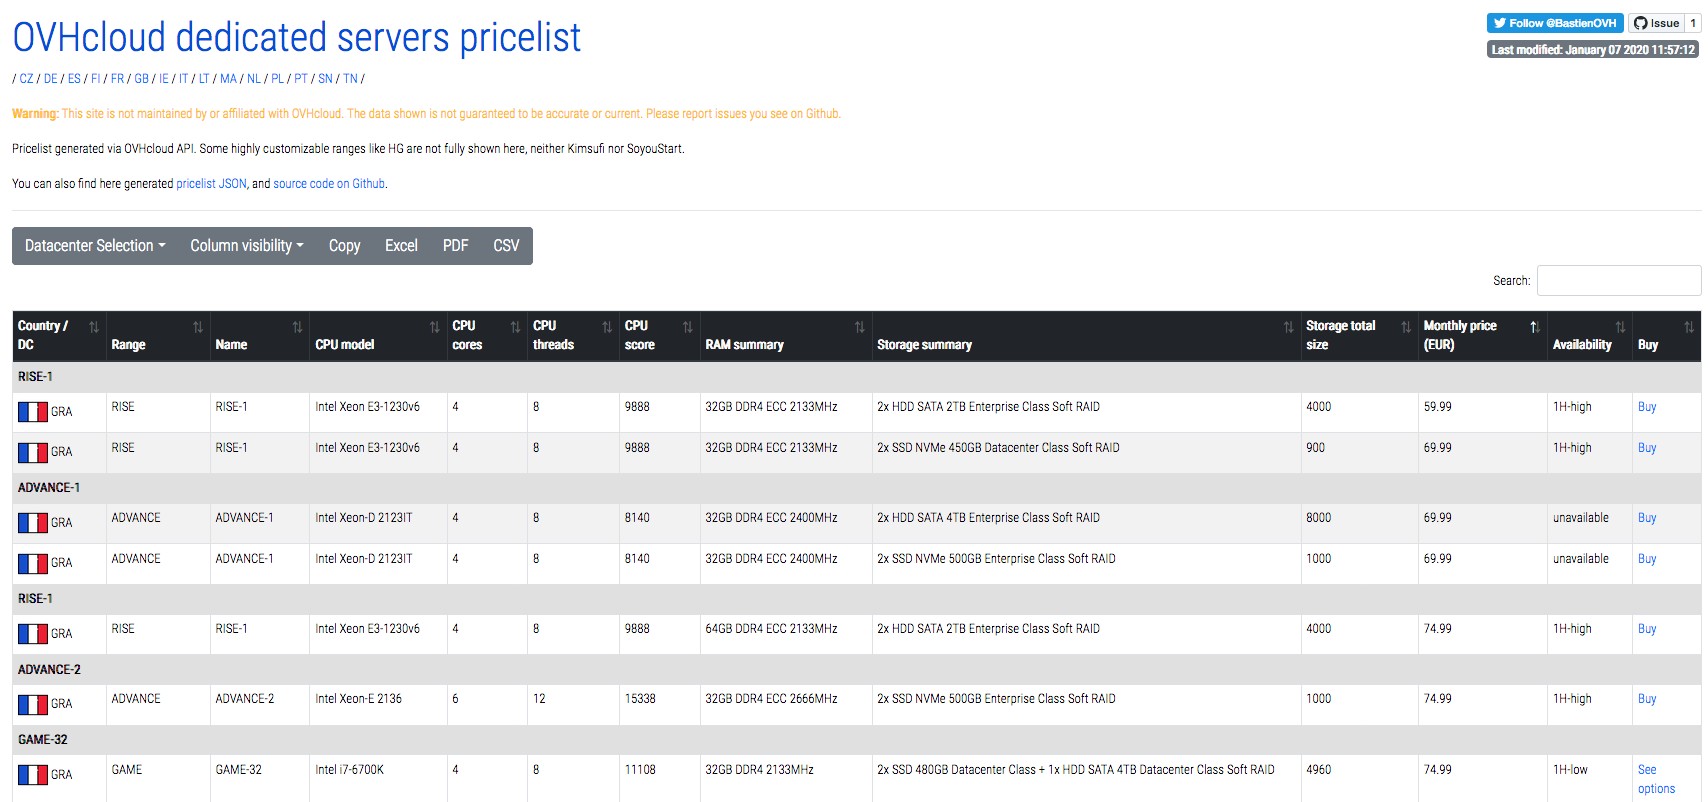 OVHcloud dedicated servers pricelist
Follow @BastienOVH Issue 1
Last modified: January 07 2020 11:57:12
/ CZ / DE / ES / FI / FR / GB / IE / IT / LT / MA / NL / PL / PT / SN / TN /
Warning: This site is not maintained by or affiliated with OVHcloud. The data shown is not guaranteed to be accurate or current. Please report issues you see on Github.
Pricelist generated via OVHcloud API. Some highly customizable ranges like HG are not fully shown here, neither Kimsufi nor SoyouStart.
You can also find here generated pricelist JSON, and source code on Github.
Datacenter Selection Column visibility Copy Excel PDF CSV
Search:
Country / DC Range Name CPU model CPU cores CPU threads CPU score RAM summary Storage summary Storage total size Monthly price (EUR) Availability Buy
RISE-1
GRA RISE RISE-1 Intel Xeon E3-1230v6 4 8 9888 32GB DDR4 ECC 2133MHz 2x HDD SATA 2TB Enterprise Class Soft RAID 4000 59.99 1H-high Buy
GRA RISE RISE-1 Intel Xeon E3-1230v6 4 8 9888 32GB DDR4 ECC 2133MHz 2x SSD NVMe 450GB Datacenter Class Soft RAID 900 69.99 1H-high Buy
ADVANCE-1
GRA ADVANCE ADVANCE-1 Intel Xeon-D 2123IT 4 8 8140 32GB DDR4 ECC 2400MHz 2x HDD SATA 4TB Enterprise Class Soft RAID 8000 69.99 unavailable Buy
GRA ADVANCE ADVANCE-1 Intel Xeon-D 2123IT 4 8 8140 32GB DDR4 ECC 2400MHz 2x SSD NVMe 500GB Enterprise Class Soft RAID 1000 69.99 unavailable Buy
RISE-1
GRA RISE RISE-1 Intel Xeon E3-1230v6 4 8 9888 64GB DDR4 ECC 2133MHz 2x HDD SATA 2TB Enterprise Class Soft RAID 4000 74.99 1H-high Buy
ADVANCE-2
GRA ADVANCE ADVANCE-2 Intel Xeon-E 2136 6 12 15338 32GB DDR4 ECC 2666MHz 2x SSD NVMe 500GB Enterprise Class Soft RAID 1000 74.99 1H-high Buy
GAME-32
GRA GAME GAME-32 Intel i7-6700K 4 8 11108 32GB DDR4 2133MHz 2x SSD 480GB Datacenter Class + 1x HDD SATA 4TB Datacenter Class Soft RAID 4960 74.99 1H-low See options